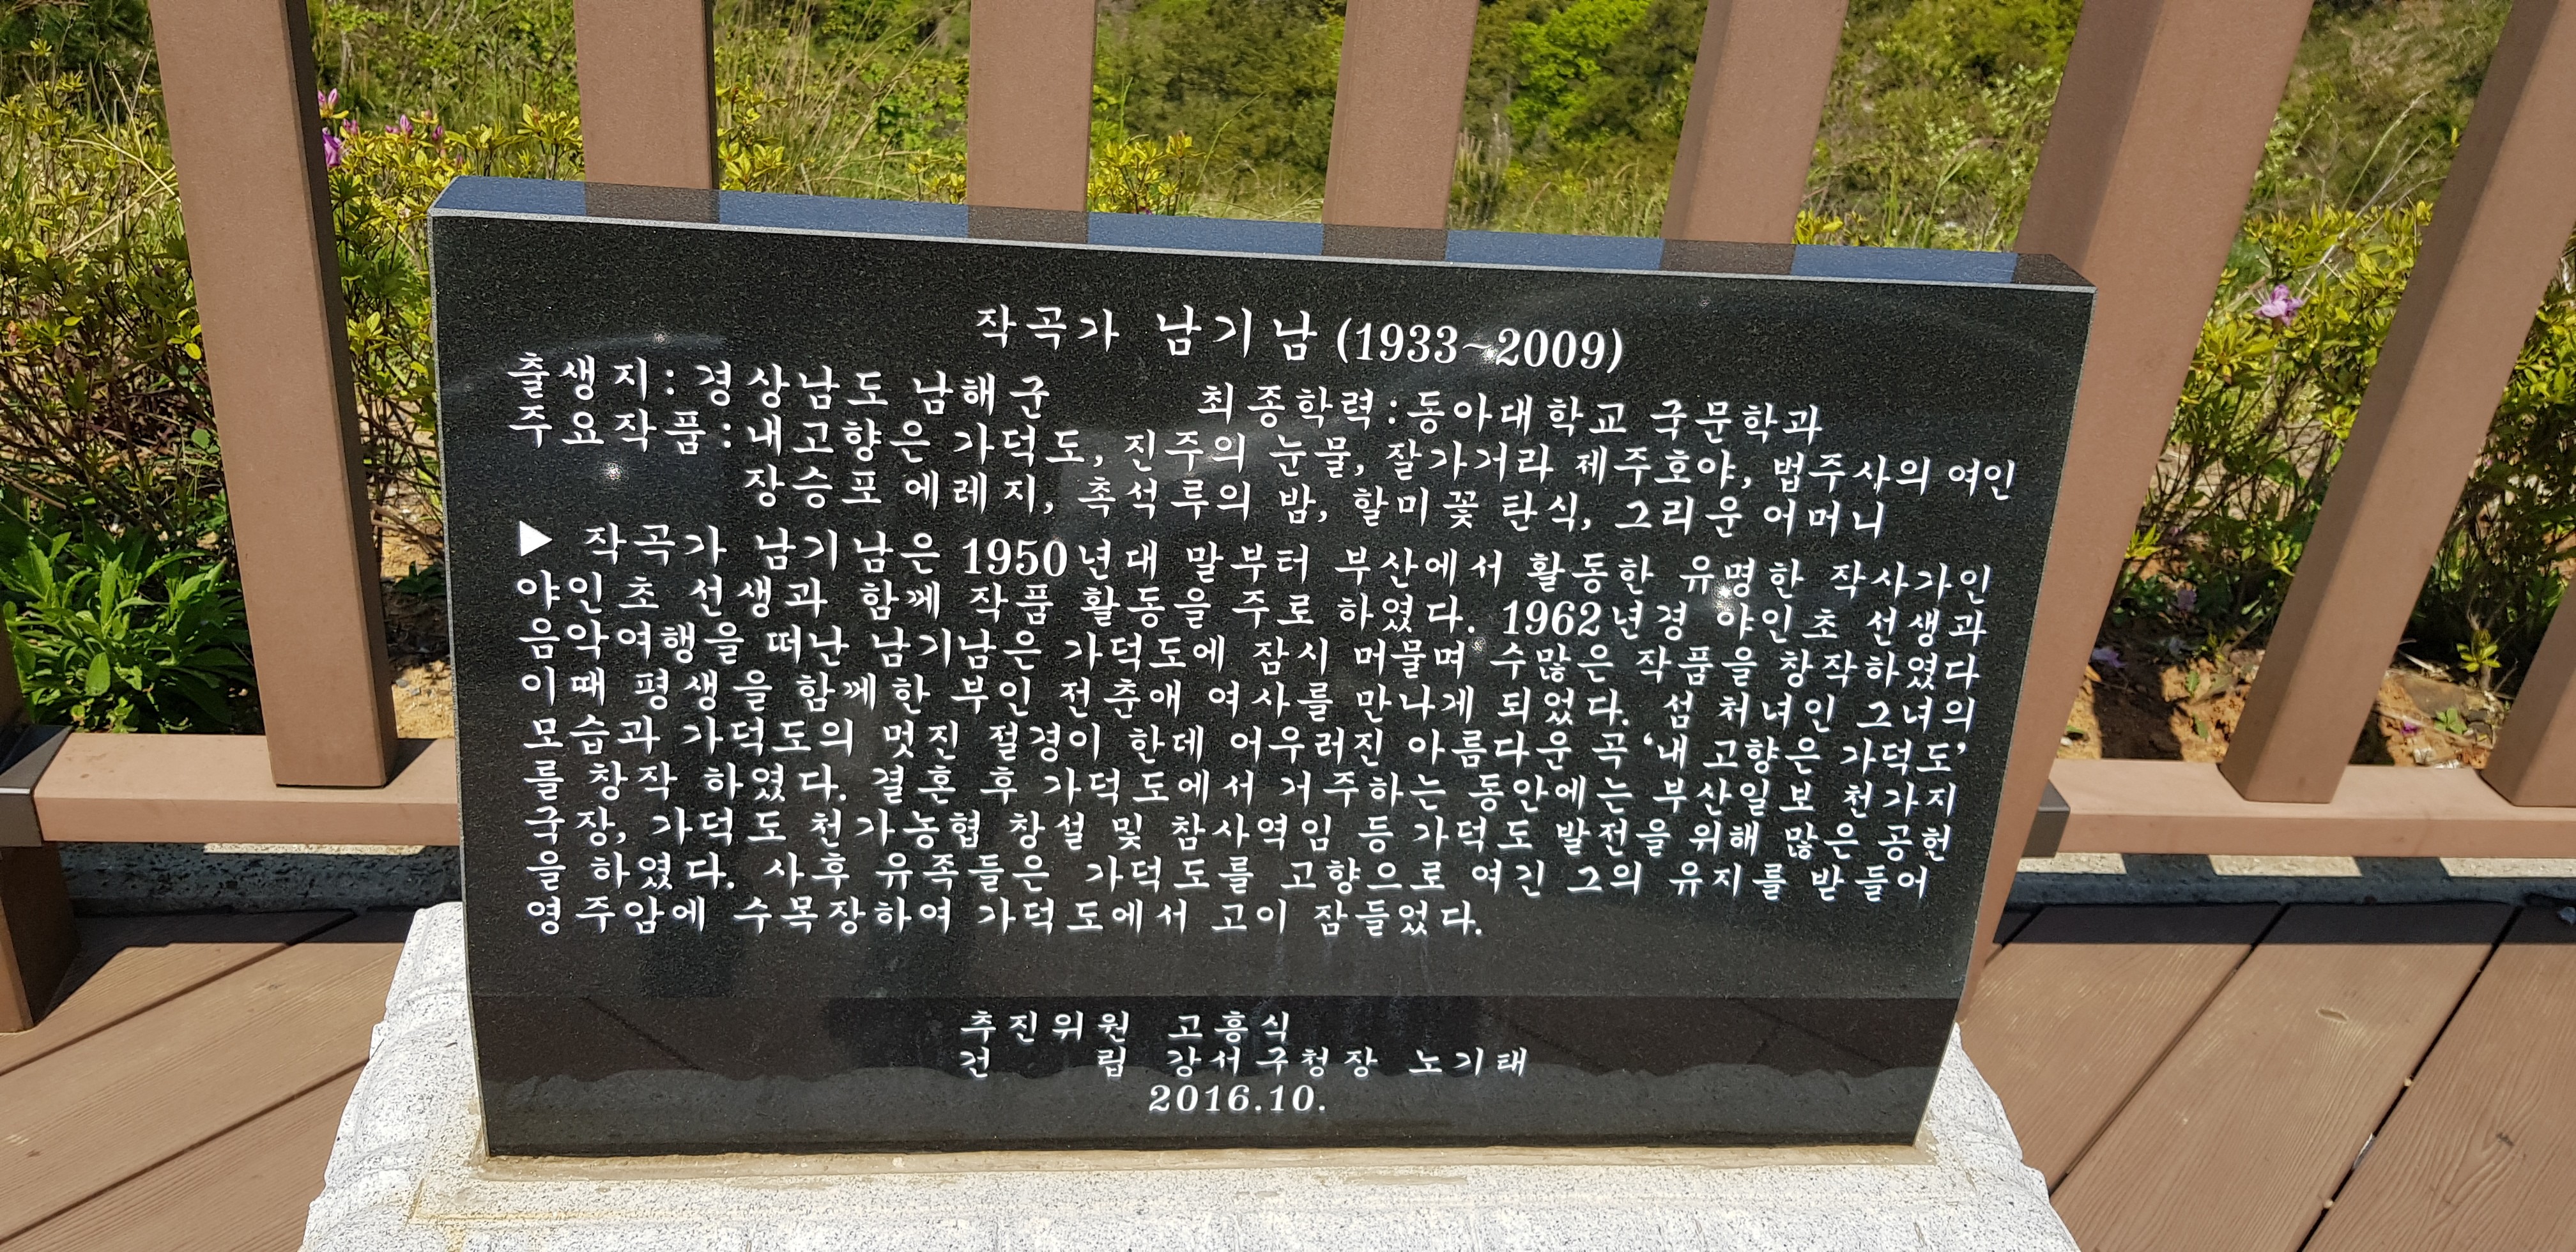 작곡가 남기남 (1933~2009)
출생지 : 경상남도 남해군 최종학력 : 동아대학교 국문학과
주요작품 : 내고향은 가덕도, 진주의 눈물, 잘가거라 제주호야, 법주사의 여인
장승포 에레지, 촉석루의 밤, 할미꽃 탄식, 그리운 어머니
▶ 작곡가 남기남은 1950년대 말부터 부산에서 활동한 유명한 작사가인
야인초 선생과 함께 작품 활동을 주로 하였다. 1962년경 야인초 선생과
음악여행을 떠난 남기남은 가덕도에 잠시 머물며 수많은 작품을 창작하였다
이때 평생을 함께한 부인 전춘애 여사를 만나게 되었다. 섬 처녀인 그녀의
모습과 가덕도의 멋진 절경이 한데 어우러진 아름다운 곡 ‘내 고향은 가덕도’
를 창작 하였다. 결혼 후 가덕도에서 거주하는 동안에는 부산일보 천가지
국장, 가덕도 천가농협 창설 및 참사역임 등 가덕도 발전을 위해 많은 공헌
을 하였다. 사후 유족들은 가덕도를 고향으로 여긴 그의 유지를 받들어
영주암에 수목장하여 가덕도에서 고이 잠들었다.
추진위원 고흥식
건 립 강서구청장 노기태
2016.10.